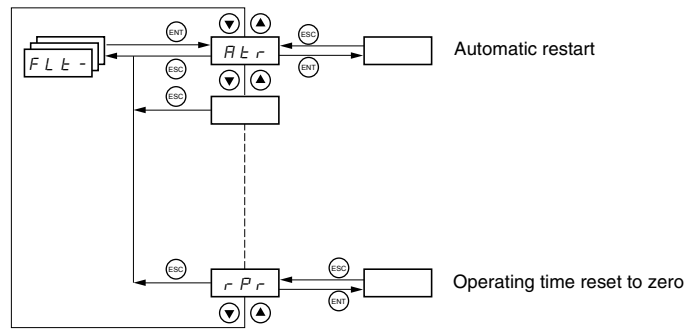 ENT
ESC
FLt-
Atr
Automatic restart
ESC
ENT
ESC
ESC
ESC
rPr
Operating time reset to zero
ENT